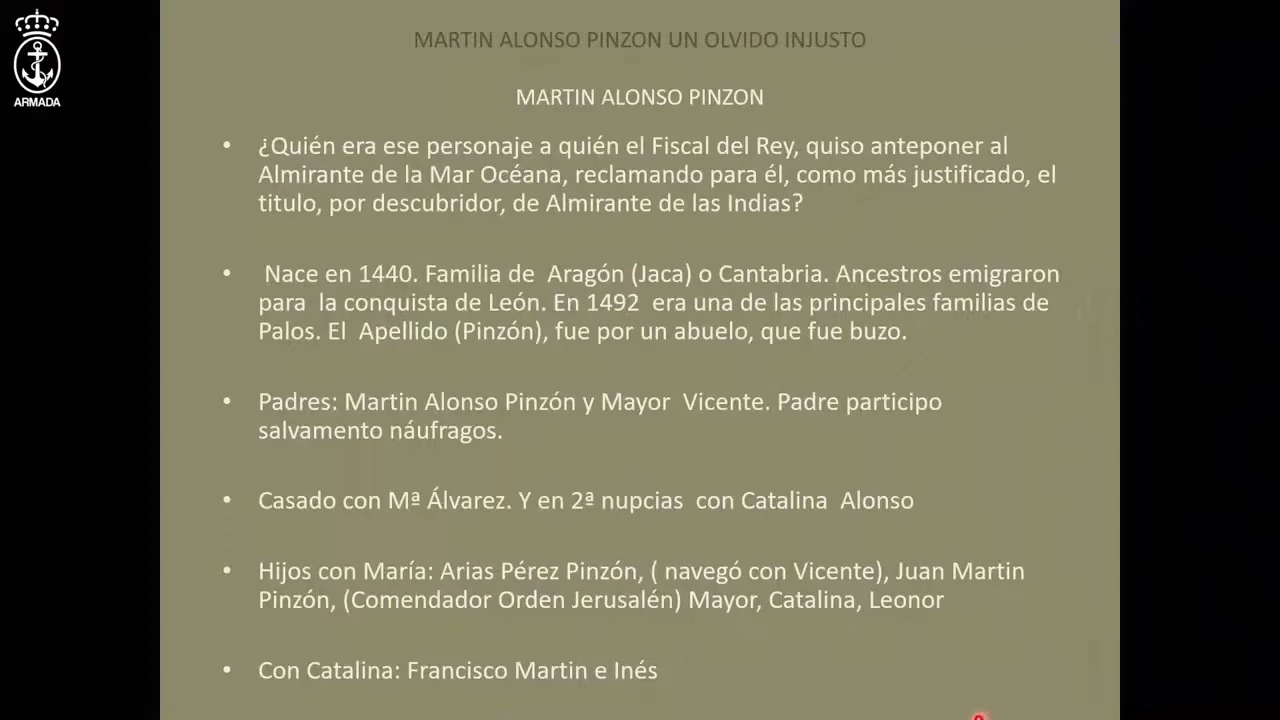 ARMADA
MARTIN ALONSO PINZON UN OLVIDO INJUSTO
MARTIN ALONSO PINZON
• ¿Quién era ese personaje a quién el Fiscal del Rey, quiso anteponer al
Almirante de la Mar Océana, reclamando para él, como más justificado, el
titulo, por descubridor, de Almirante de las Indias?
• Nace en 1440. Familia de Aragón (Jaca) o Cantabria. Ancestros emigraron
para la conquista de León. En 1492 era una de las principales familias de
Palos. El Apellido (Pinzón), fue por un abuelo, que fue buzo.
• Padres: Martin Alonso Pinzón y Mayor Vicente. Padre participo
salvamento náufragos.
• Casado con Mª Álvarez. Y en 2ª nupcias con Catalina Alonso
• Hijos con María: Arias Pérez Pinzón, ( navegó con Vicente), Juan Martin
Pinzón, (Comendador Orden Jerusalén) Mayor, Catalina, Leonor
• Con Catalina: Francisco Martin e Inés